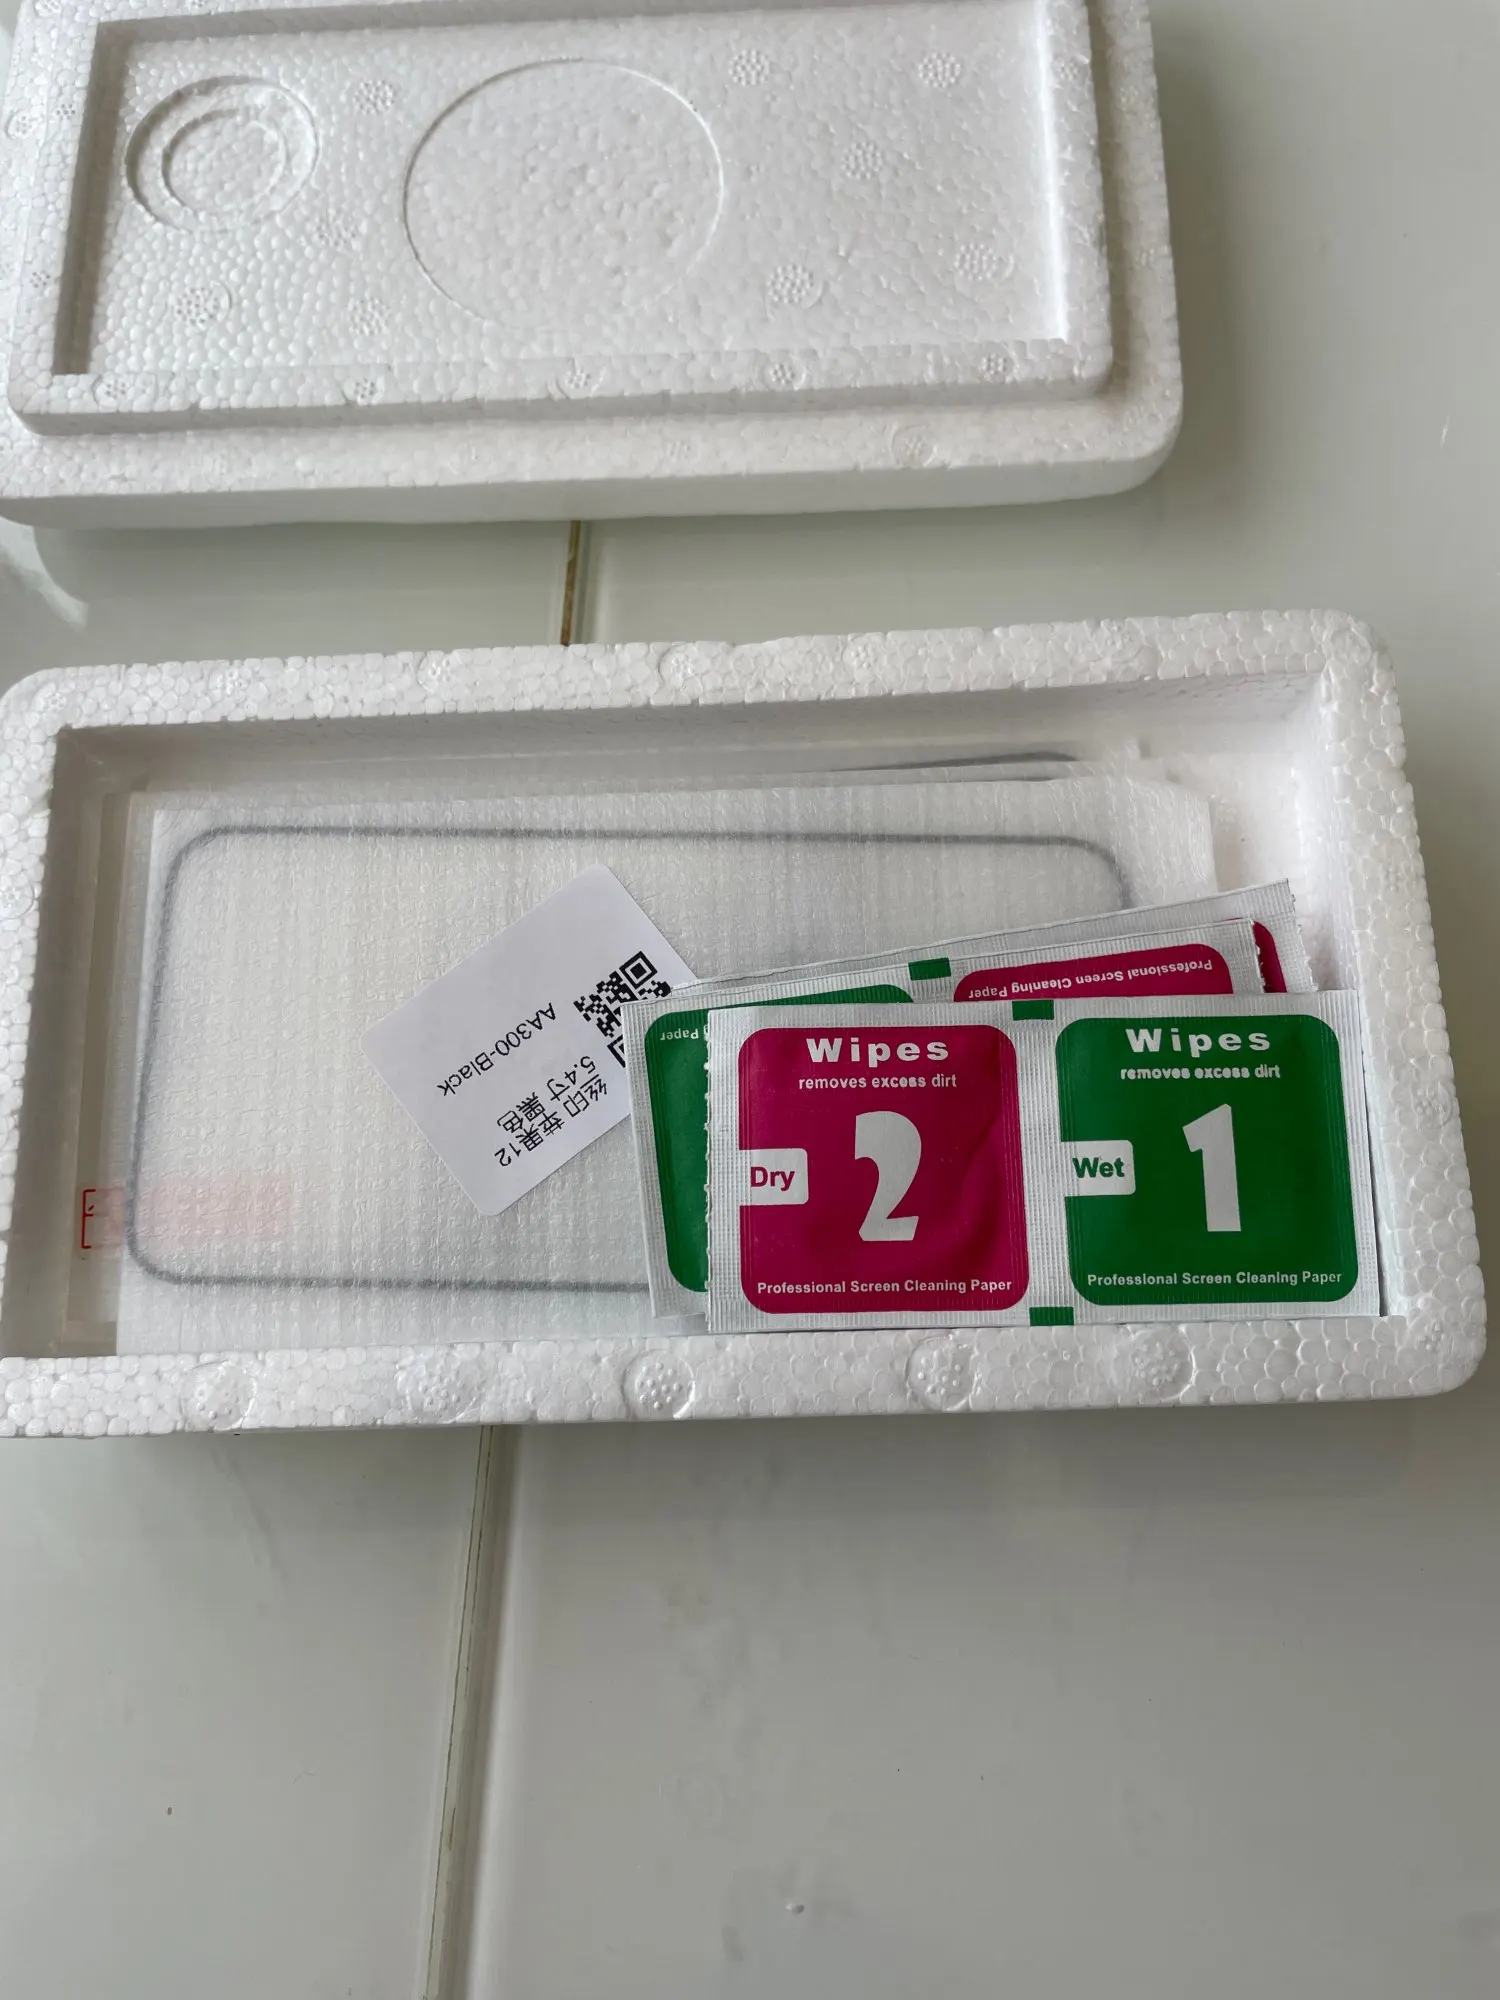 丝印 苹果12
5.4寸 黑色
AA300-Black
Professional Screen Cleaning Paper
Paper
Wipes
removes excess dirt
2
Dry
Professional Screen Cleaning Paper
Wipes
removes excess dirt
1
Wet
Professional Screen Cleaning Paper